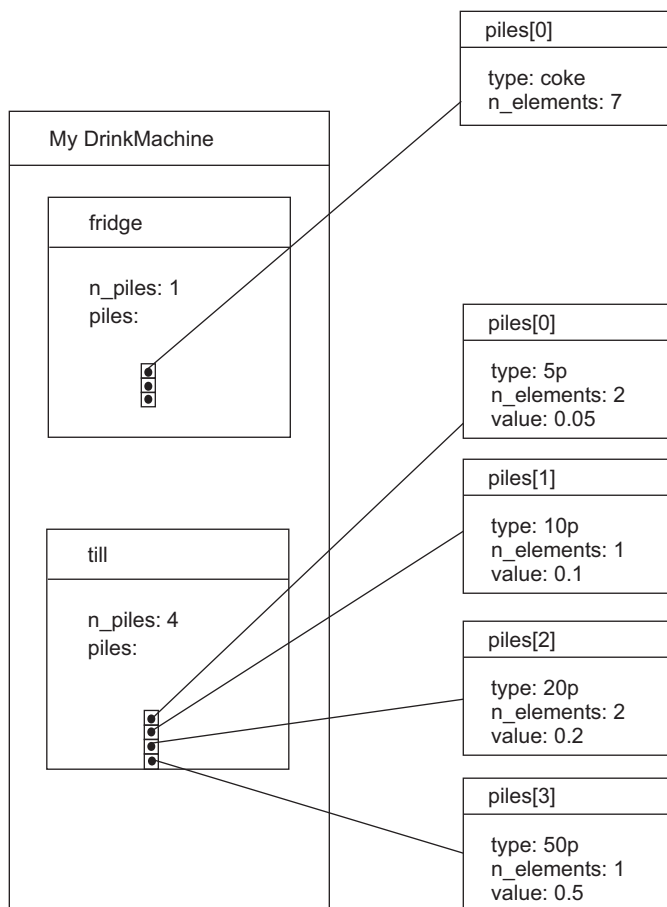 My DrinkMachine
fridge
n_piles: 1
piles:
till
n_piles: 4
piles:
piles[0]
type: coke
n_elements: 7
piles[0]
type: 5p
n_elements: 2
value: 0.05
piles[1]
type: 10p
n_elements: 1
value: 0.1
piles[2]
type: 20p
n_elements: 2
value: 0.2
piles[3]
type: 50p
n_elements: 1
value: 0.5